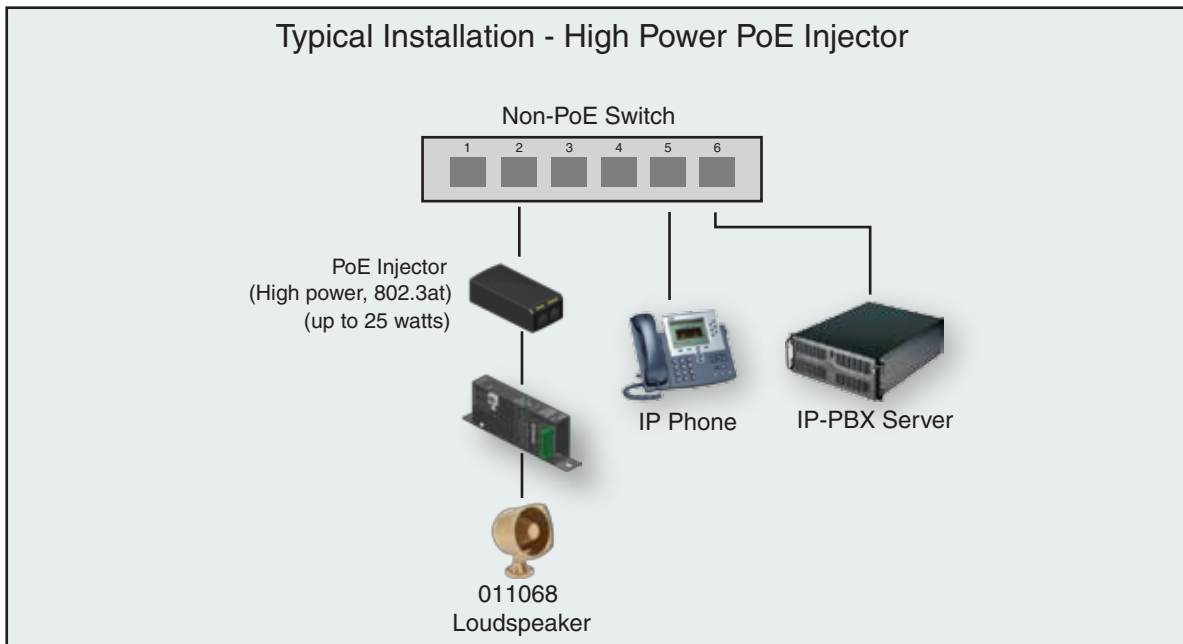 Typical Installation - High Power PoE Injector
Non-PoE Switch
1 2 3 4 5 6
PoE Injector
(High power, 802.3at)
(up to 25 watts)
IP Phone
IP-PBX Server
011068
Loudspeaker